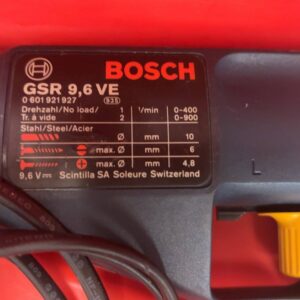 BOSCH
GSR 9,6 VE
0 601 921 927 (935)
Drehzahl/No load/ 1 1/min 0-400
Tr. à vide 2 0-900
Stahl/Steel/Acier
Ø mm 10
max. Ø mm 6
max. Ø mm 4,8
9,6 V⎓ Scintilla SA Soleure Switzerland
L